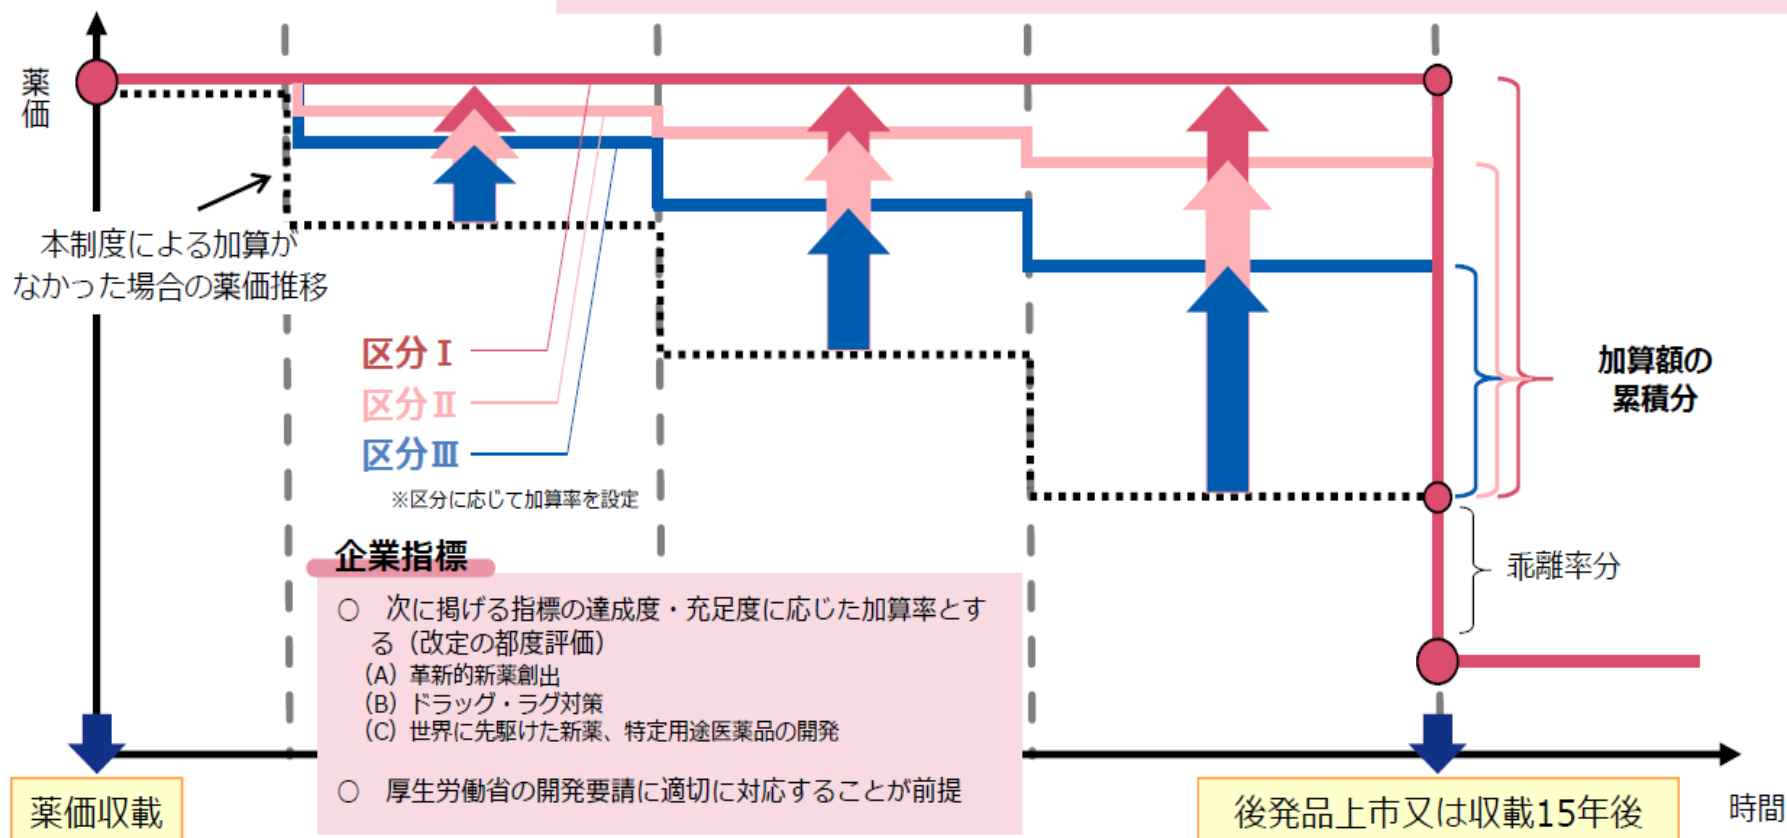 薬
価
本制度による加算が
なかった場合の薬価推移
区分Ⅰ
区分Ⅱ
区分Ⅲ
※区分に応じて加算率を設定
加算額の
累積分
乖離率分
企業指標
○ 次に掲げる指標の達成度・充足度に応じた加算率とす
る（改定の都度評価）
（A）革新的新薬創出
（B）ドラッグ・ラグ対策
（C）世界に先駆けた新薬、特定用途医薬品の開発
○ 厚生労働省の開発要請に適切に対応することが前提
薬価収載
後発品上市又は収載15年後
時間